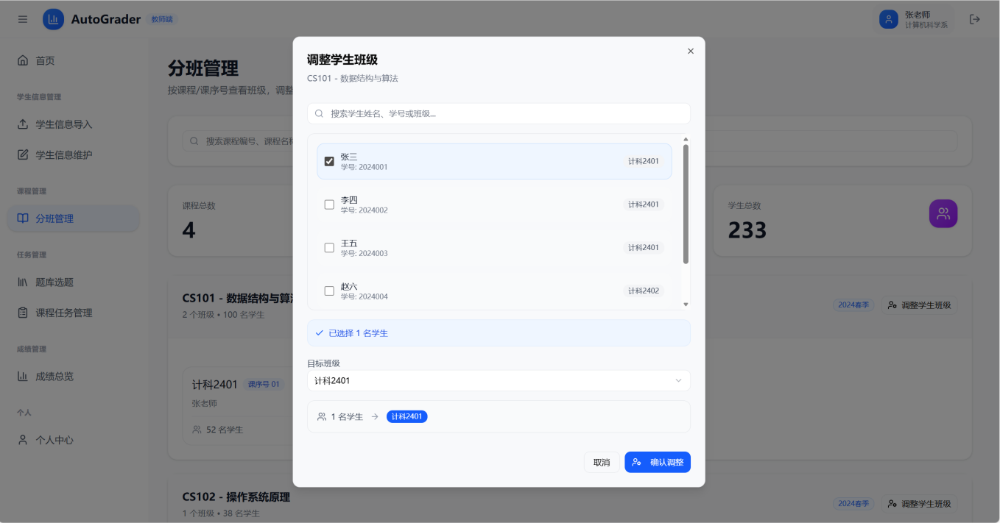 AutoGrader 教师端
张老师
计算机科学系
首页
学生信息管理
学生信息导入
学生信息维护
课程管理
分班管理
任务管理
题库选题
课程任务管理
成绩管理
成绩总览
个人
个人中心
分班管理
按课程/课序号查看班级，调整
搜索课程编号、课程名称
课程总数
4
学生总数
233
CS101 - 数据结构与算法
2 个班级 • 100 名学生
2024春季
调整学生班级
计科2401 课序号 01
张老师
52 名学生
CS102 - 操作系统原理
1 个班级 • 38 名学生
2024春季
调整学生班级
调整学生班级
CS101 - 数据结构与算法
搜索学生姓名、学号或班级...
张三
学号: 2024001
计科2401
李四
学号: 2024002
计科2401
王五
学号: 2024003
计科2401
赵六
学号: 2024004
计科2402
已选择 1 名学生
目标班级
计科2401
1 名学生 → 计科2401
取消
确认调整